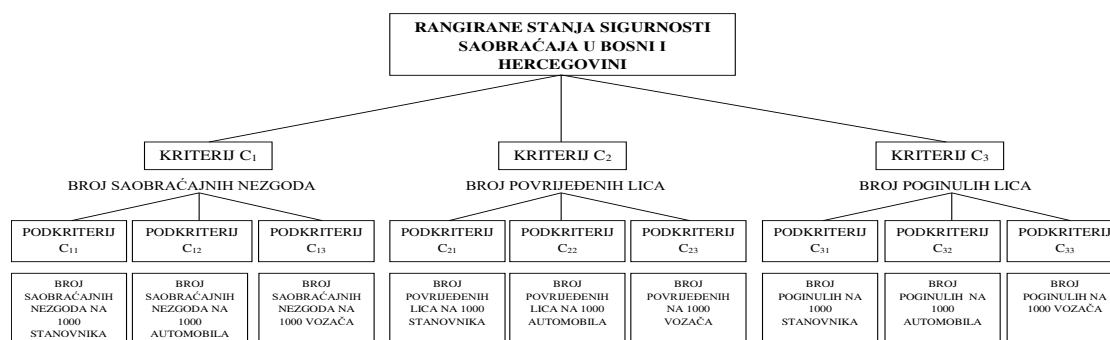 RANGIRANE STANJA SIGURNOSTI
SAOBRAĆAJA U BOSNI I
HERCEGOVINI
KRITERIJ C₁
BROJ SAOBRAĆAJNIH NEZGODA
KRITERIJ C₂
BROJ POVRIJEĐENIH LICA
KRITERIJ C₃
BROJ POGINULIH LICA
PODKRITERIJ
C₁₁
PODKRITERIJ
C₁₂
PODKRITERIJ
C₁₃
PODKRITERIJ
C₂₁
PODKRITERIJ
C₂₂
PODKRITERIJ
C₂₃
PODKRITERIJ
C₃₁
PODKRITERIJ
C₃₂
PODKRITERIJ
C₃₃
BROJ
SAOBRAĆAJNIH
NEZGODA NA
1000
STANOVNIKA
BROJ
SAOBRAĆAJNIH
NEZGODA NA
1000
AUTOMOBILA
BROJ
SAOBRAĆAJNIH
NEZGODA NA
1000 VOZAČA
BROJ
POVRIJEĐENIH
LICA NA 1000
STANOVNIKA
BROJ
POVRIJEĐENIH
LICA NA 1000
AUTOMOBILA
BROJ
POVRIJEĐENIH
NA 1000
VOZAČA
BROJ
POGINULIH NA
1000
STANOVNIKA
BROJ
POGINULIH NA
1000
AUTOMOBILA
BROJ
POGINULIH NA
1000 VOZAČA